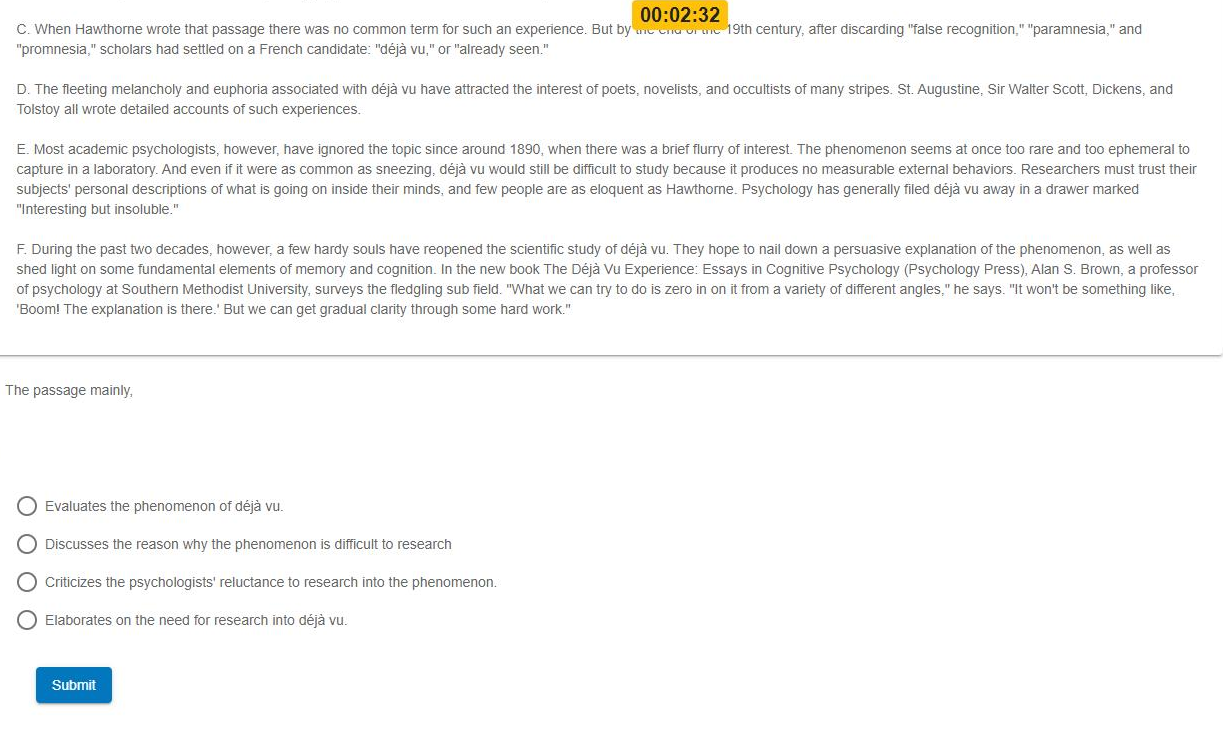 00:02:32
C. When Hawthorne wrote that passage there was no common term for such an experience. But by the end of the 19th century, after discarding "false recognition," "paramnesia," and
"promnesia," scholars had settled on a French candidate: "déjà vu," or "already seen."
D. The fleeting melancholy and euphoria associated with déjà vu have attracted the interest of poets, novelists, and occultists of many stripes. St. Augustine, Sir Walter Scott, Dickens, and
Tolstoy all wrote detailed accounts of such experiences.
E. Most academic psychologists, however, have ignored the topic since around 1890, when there was a brief flurry of interest. The phenomenon seems at once too rare and too ephemeral to
capture in a laboratory. And even if it were as common as sneezing, déjà vu would still be difficult to study because it produces no measurable external behaviors. Researchers must trust their
subjects' personal descriptions of what is going on inside their minds, and few people are as eloquent as Hawthorne. Psychology has generally filed déjà vu away in a drawer marked
"Interesting but insoluble."
F. During the past two decades, however, a few hardy souls have reopened the scientific study of déjà vu. They hope to nail down a persuasive explanation of the phenomenon, as well as
shed light on some fundamental elements of memory and cognition. In the new book The Déjà Vu Experience: Essays in Cognitive Psychology (Psychology Press), Alan S. Brown, a professor
of psychology at Southern Methodist University, surveys the fledgling sub field. "What we can try to do is zero in on it from a variety of different angles," he says. "It won't be something like,
'Boom! The explanation is there.' But we can get gradual clarity through some hard work."
The passage mainly,
Evaluates the phenomenon of déjà vu.
Discusses the reason why the phenomenon is difficult to research
Criticizes the psychologists' reluctance to research into the phenomenon.
Elaborates on the need for research into déjà vu.
Submit